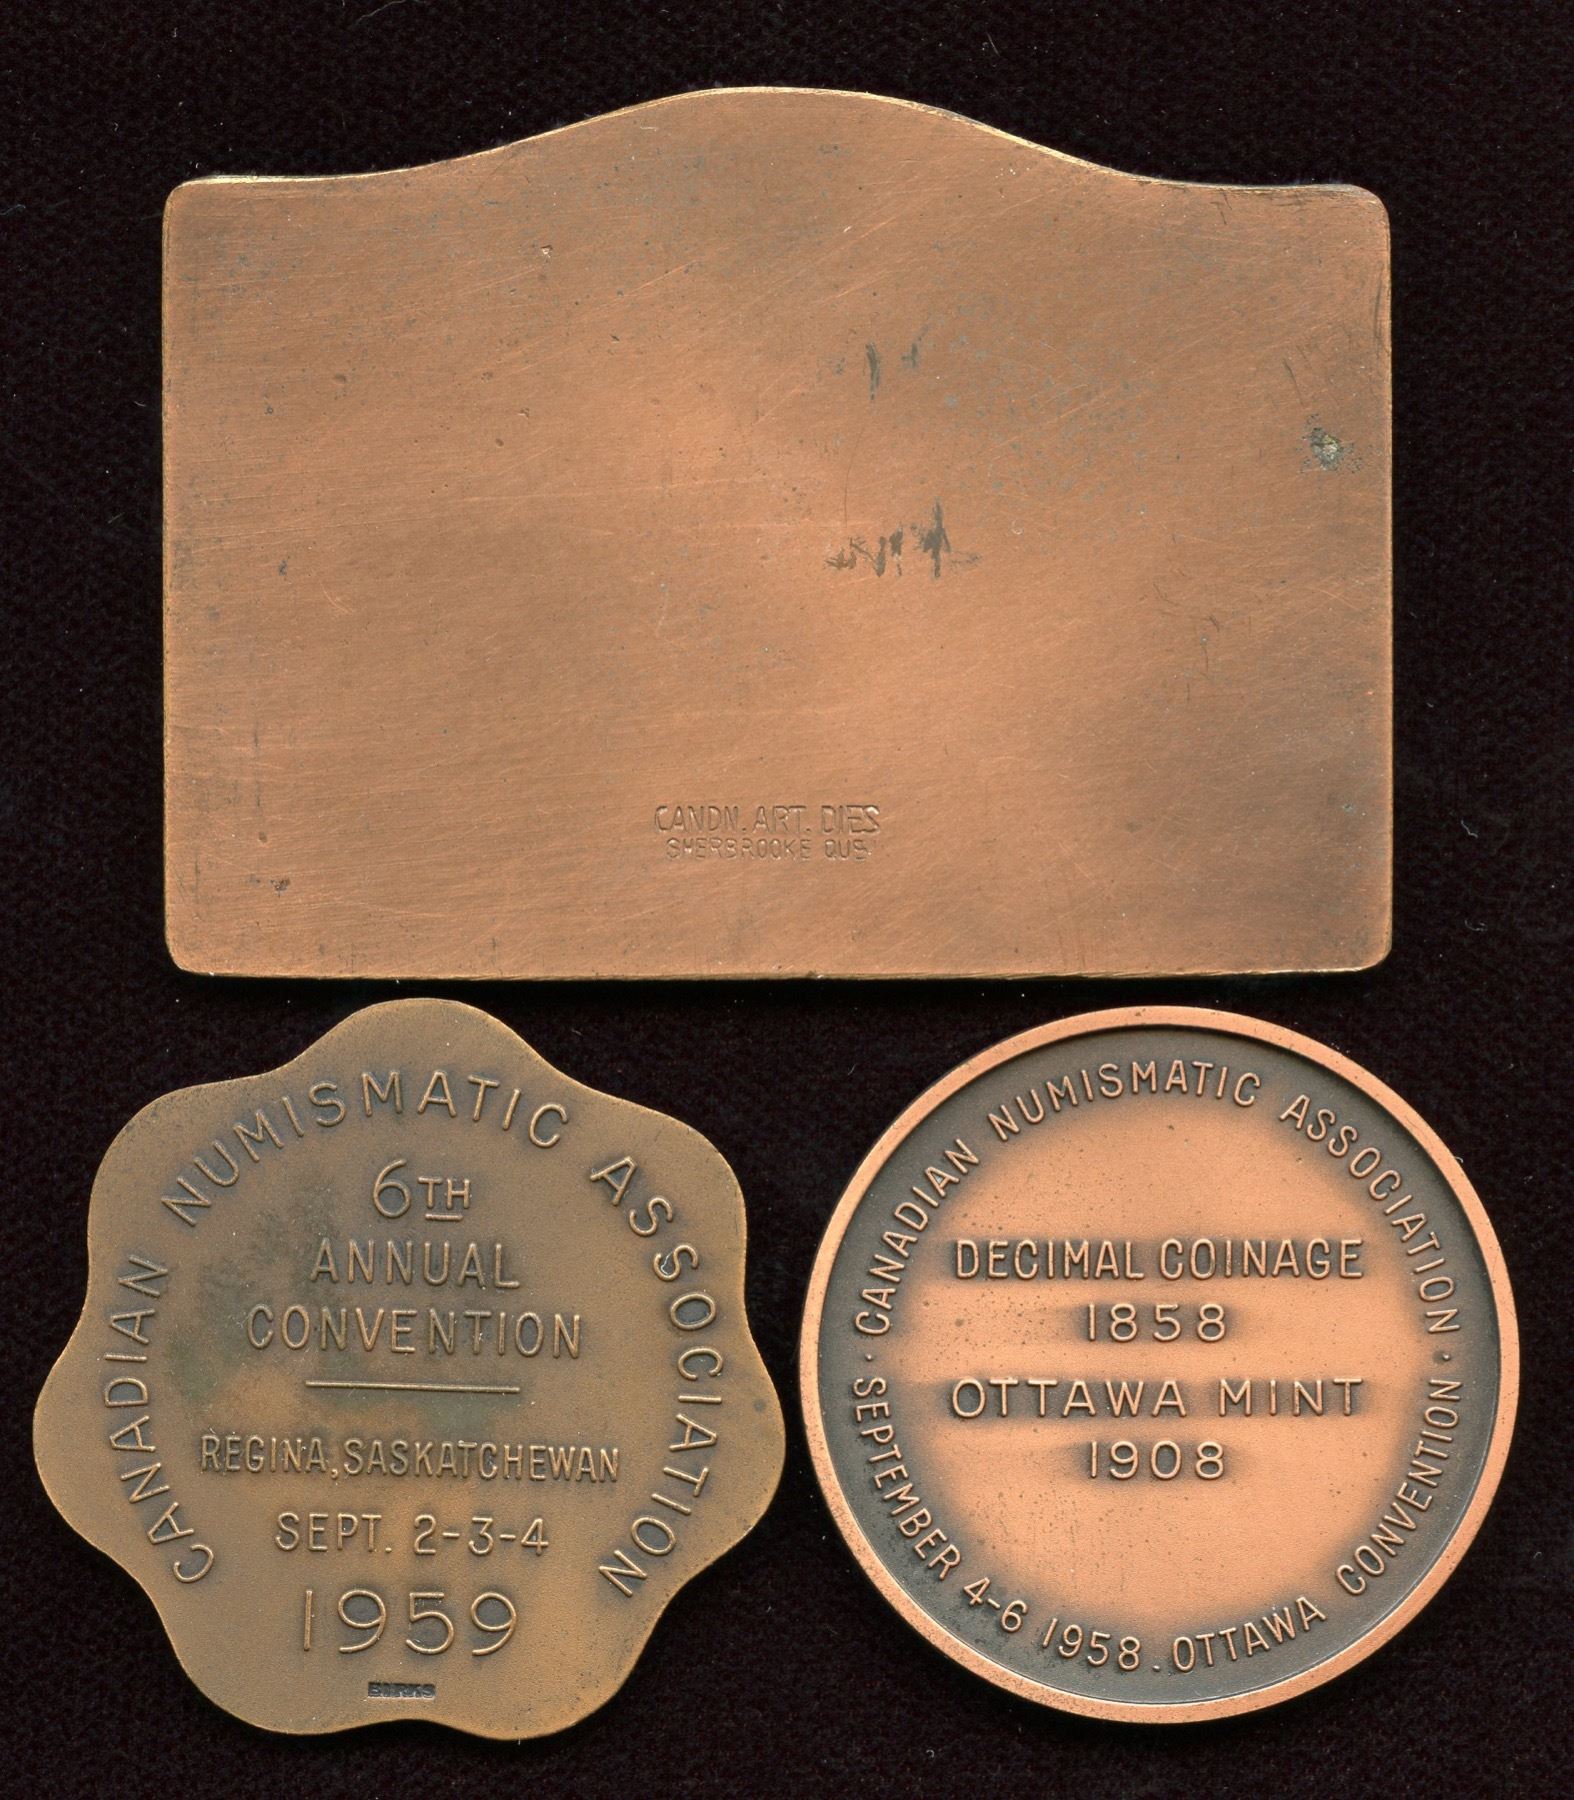 CANDN. ART. DIES
SHERBROOKE QUE.
CANADIAN NUMISMATIC ASSOCIATION
6TH
ANNUAL
CONVENTION
REGINA, SASKATCHEWAN
SEPT. 2-3-4
1959
BIRKS
CANADIAN NUMISMATIC ASSOCIATION
DECIMAL COINAGE
1858
OTTAWA MINT
1908
· SEPTEMBER 4-6 1958. OTTAWA CONVENTION ·